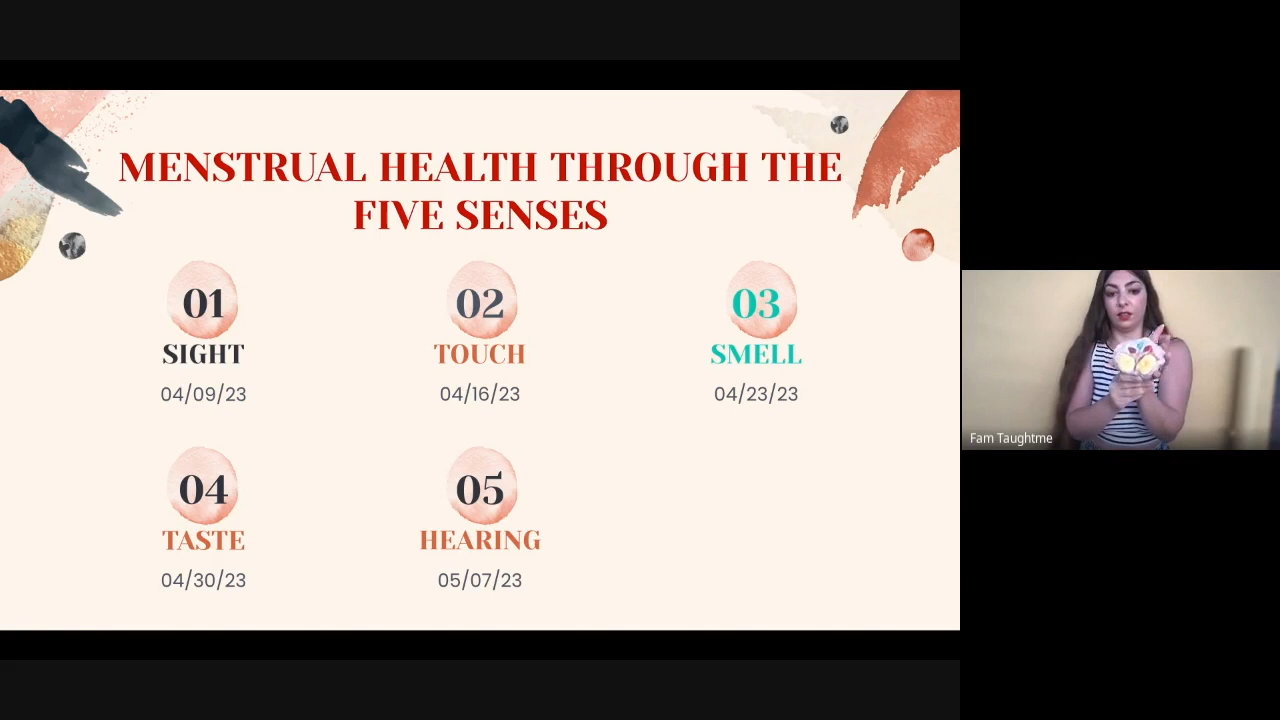 MENSTRUAL HEALTH THROUGH THE
FIVE SENSES
01
SIGHT
04/09/23
02
TOUCH
04/16/23
03
SMELL
04/23/23
04
TASTE
04/30/23
05
HEARING
05/07/23
Fam Taughtme